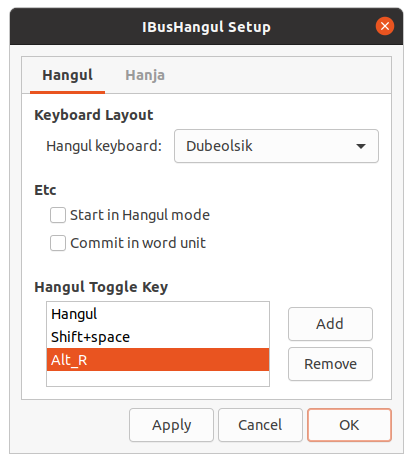 IBusHangul Setup
Hangul Hanja
Keyboard Layout
Hangul keyboard: Dubeolsik
Etc
Start in Hangul mode
Commit in word unit
Hangul Toggle Key
Hangul
Shift+space
Alt_R
Add
Remove
Apply Cancel OK